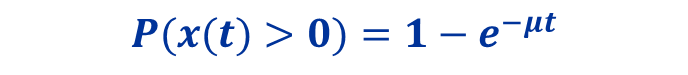 P(x(t) > 0) = 1 − e^{−μt}